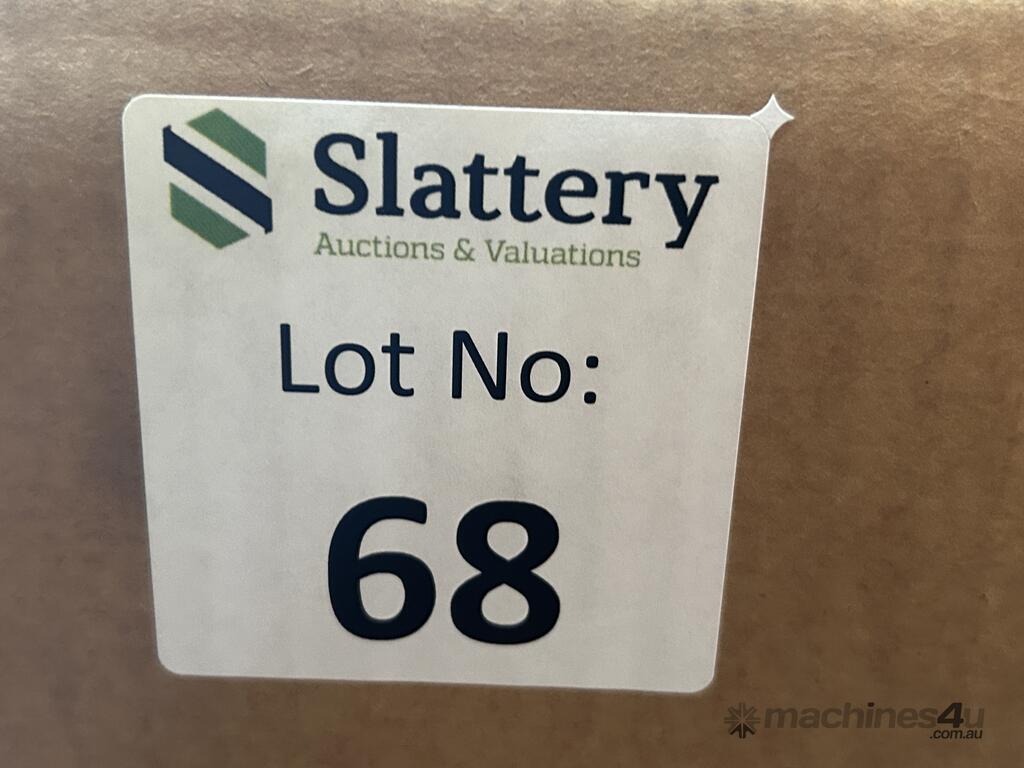 Slattery
Auctions & Valuations
Lot No:
68
machines4u
.com.au